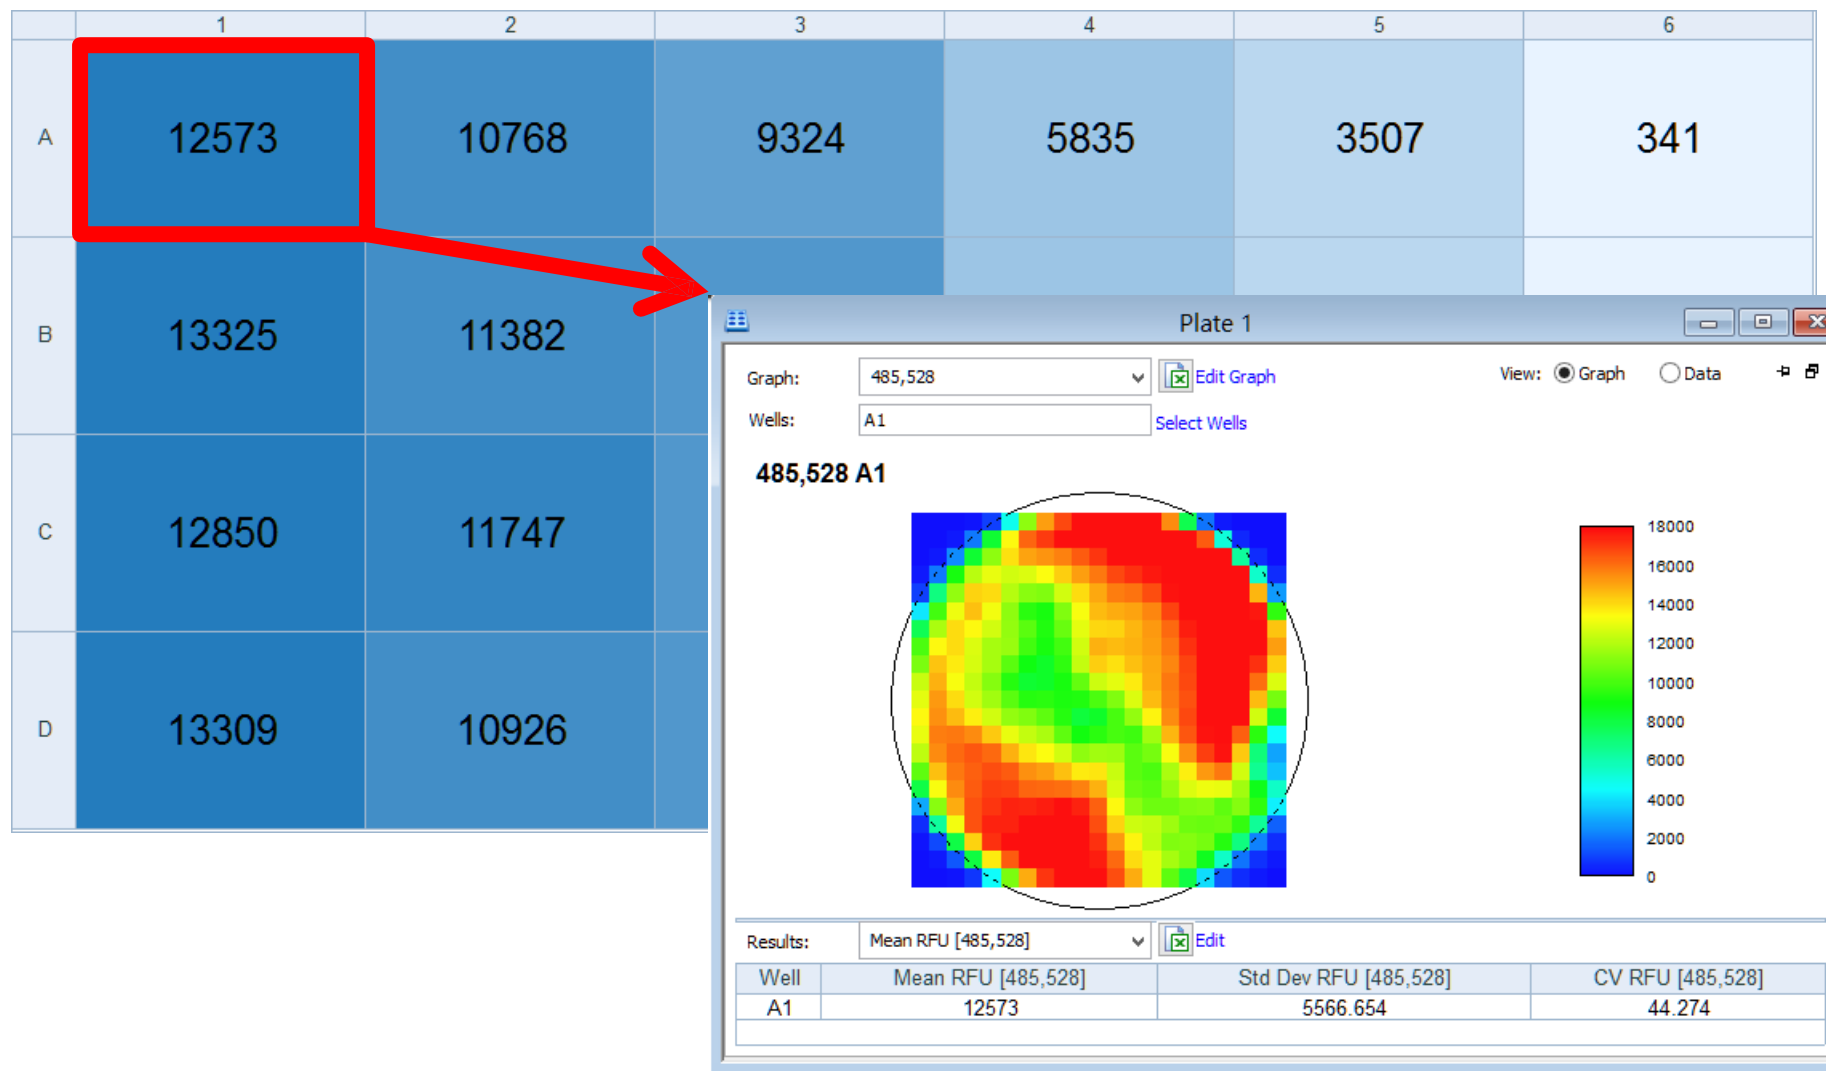 1 2 3 4 5 6
A 12573 10768 9324 5835 3507 341
B 13325 11382
C 12850 11747
D 13309 10926
Plate 1
Graph: 485,528 Edit Graph View: Graph Data
Wells: A1 Select Wells
485,528 A1
18000
16000
14000
12000
10000
8000
6000
4000
2000
0
Results: Mean RFU [485,528] Edit
Well Mean RFU [485,528] Std Dev RFU [485,528] CV RFU [485,528]
A1 12573 5566.654 44.274